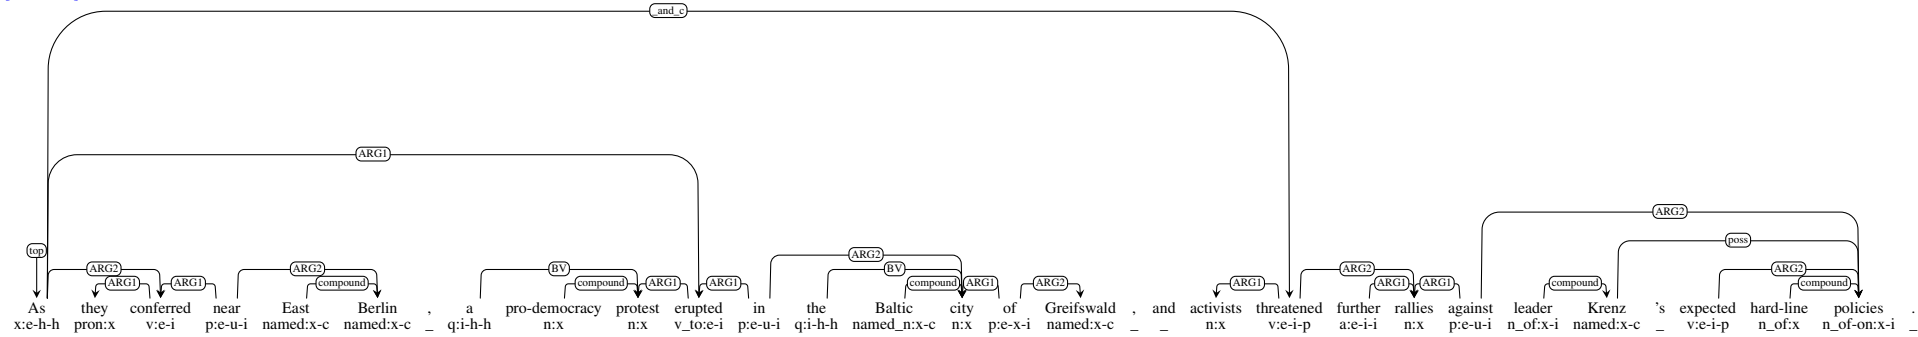 _and_c
ARG1
ARG2
top
poss
ARG2
ARG2 ARG2 BV BV ARG2 ARG2 ARG2
ARG1 ARG1 compound compound ARG1 ARG1 compound ARG1 ARG2 ARG1 ARG1 ARG1 compound compound
As they conferred near East Berlin , a pro-democracy protest erupted in the Baltic city of Greifswald , and activists threatened further rallies against leader Krenz 's expected hard-line policies .
x:e-h-h pron:x v:e-i p:e-u-i named:x-c named:x-c _ q:i-h-h n:x n:x v_to:e-i p:e-u-i q:i-h-h named_n:x-c n:x p:e-x-i named:x-c _ _ n:x v:e-i-p a:e-i-i n:x p:e-u-i n_of:x-i named:x-c _ v:e-i-p n_of:x n_of-on:x-i _